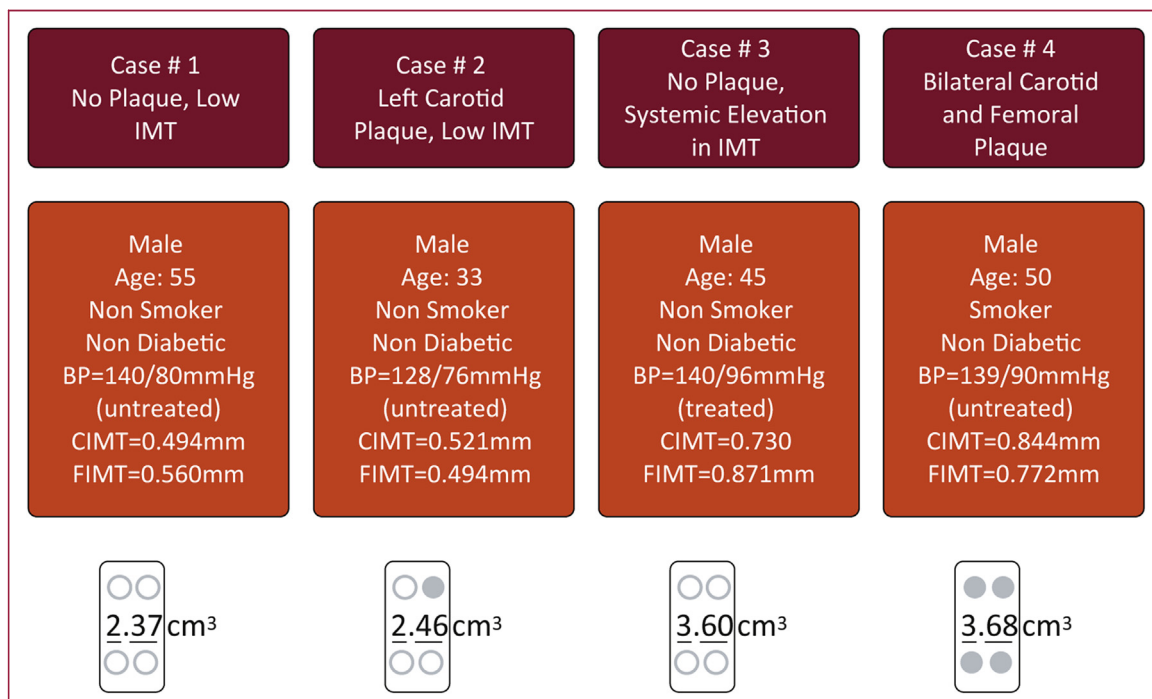 Case # 1
No Plaque, Low
IMT
Case # 2
Left Carotid
Plaque, Low IMT
Case # 3
No Plaque,
Systemic Elevation
in IMT
Case # 4
Bilateral Carotid
and Femoral
Plaque
Male
Age: 55
Non Smoker
Non Diabetic
BP=140/80mmHg
(untreated)
CIMT=0.494mm
FIMT=0.560mm
Male
Age: 33
Non Smoker
Non Diabetic
BP=128/76mmHg
(untreated)
CIMT=0.521mm
FIMT=0.494mm
Male
Age: 45
Non Smoker
Non Diabetic
BP=140/96mmHg
(treated)
CIMT=0.730
FIMT=0.871mm
Male
Age: 50
Smoker
Non Diabetic
BP=139/90mmHg
(untreated)
CIMT=0.844mm
FIMT=0.772mm
2.37cm³
2.46cm³
3.60cm³
3.68cm³